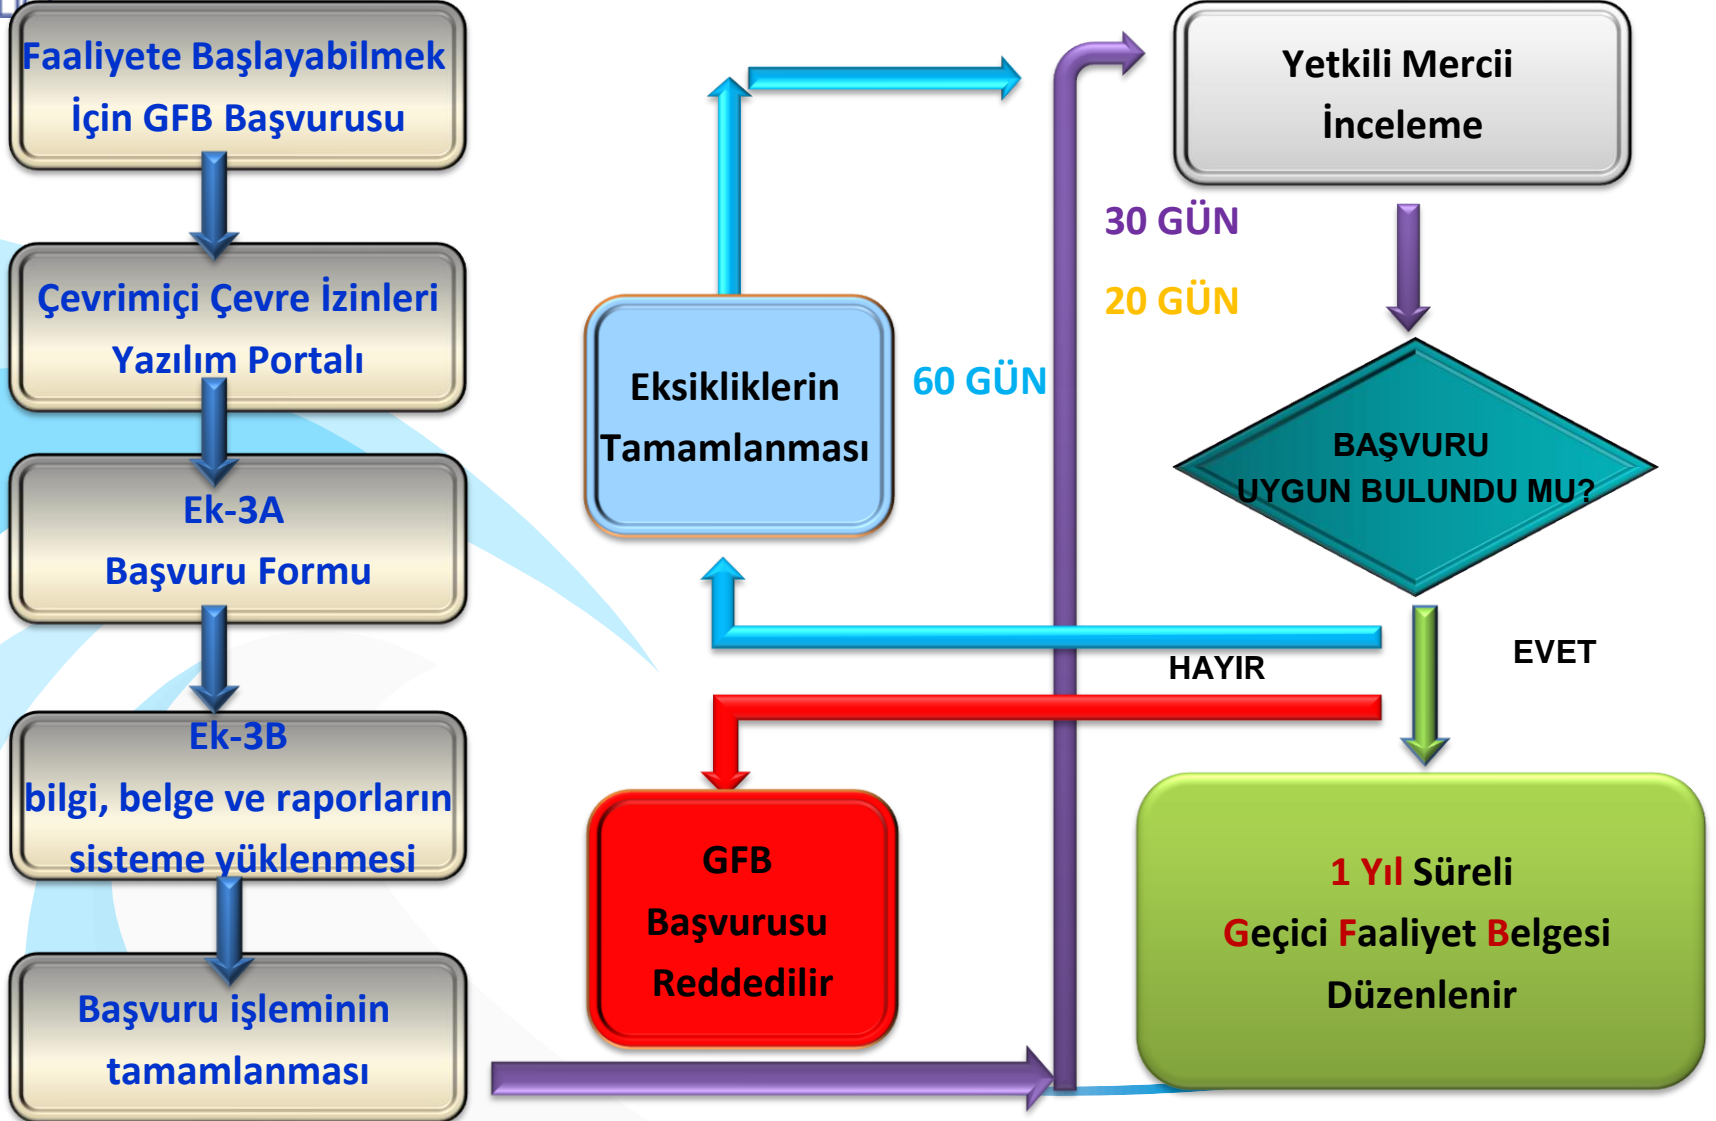 Faaliyete Başlayabilmek
İçin GFB Başvurusu
Çevrimiçi Çevre İzinleri
Yazılım Portalı
Ek-3A
Başvuru Formu
Ek-3B
bilgi, belge ve raporların
sisteme yüklenmesi
Başvuru işleminin
tamamlanması
Eksikliklerin
Tamamlanması
60 GÜN
GFB
Başvurusu
Reddedilir
Yetkili Mercii
İnceleme
30 GÜN
20 GÜN
BAŞVURU
UYGUN BULUNDU MU?
HAYIR
EVET
1 Yıl Süreli
Geçici Faaliyet Belgesi
Düzenlenir